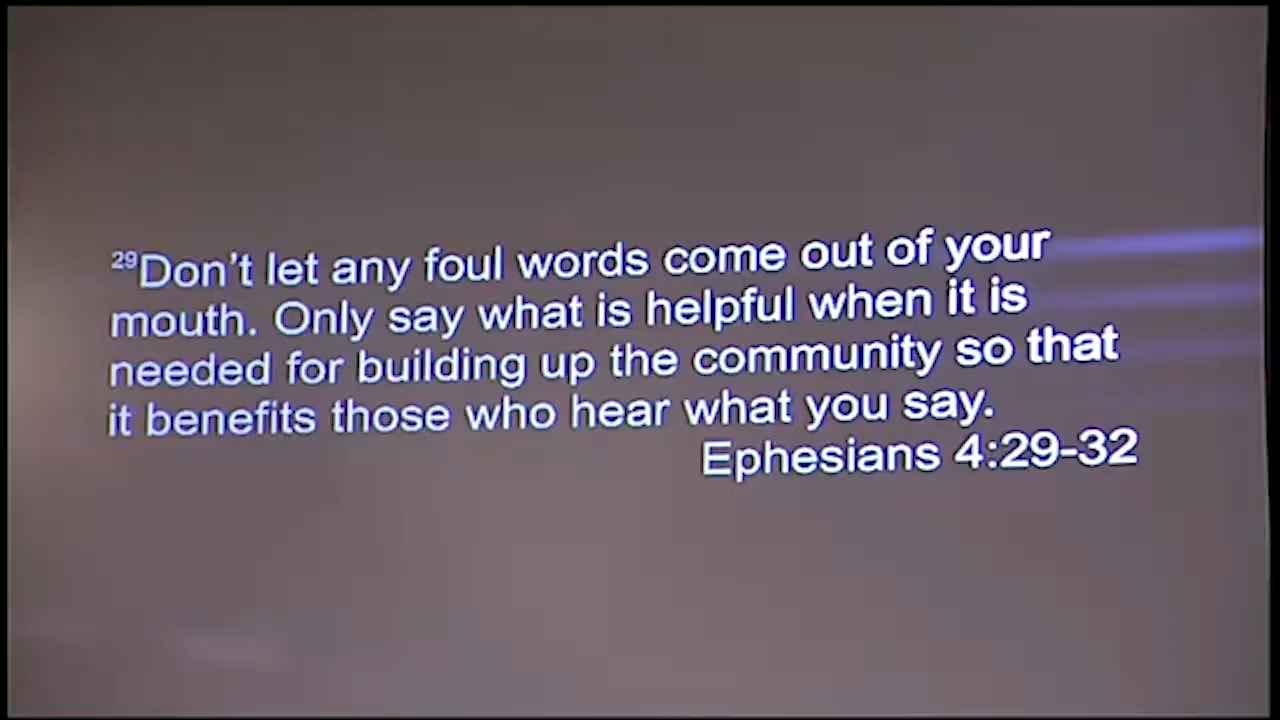 29Don't let any foul words come out of your
mouth. Only say what is helpful when it is
needed for building up the community so that
it benefits those who hear what you say.
Ephesians 4:29-32